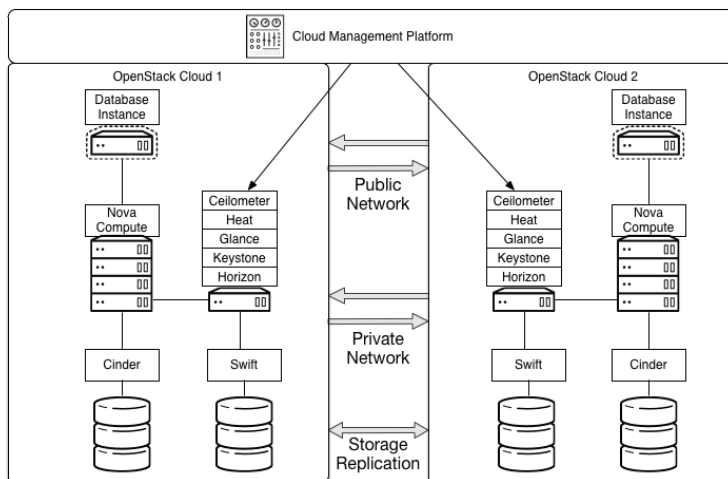 Cloud Management Platform
OpenStack Cloud 1
Database
Instance
Nova
Compute
Ceilometer
Heat
Glance
Keystone
Horizon
Cinder
Swift
Public
Network
Private
Network
Storage
Replication
OpenStack Cloud 2
Database
Instance
Ceilometer
Heat
Glance
Keystone
Horizon
Nova
Compute
Swift
Cinder